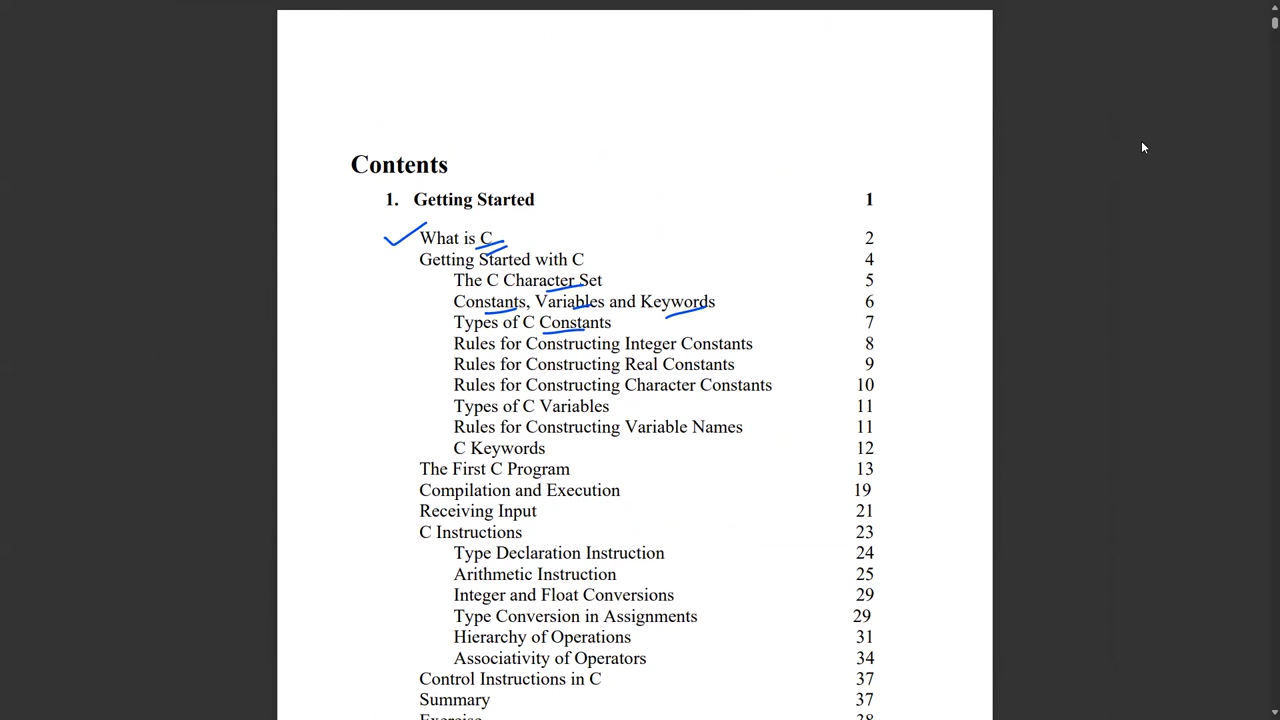 Contents
1. Getting Started 1
What is C 2
Getting Started with C 4
The C Character Set 5
Constants, Variables and Keywords 6
Types of C Constants 7
Rules for Constructing Integer Constants 8
Rules for Constructing Real Constants 9
Rules for Constructing Character Constants 10
Types of C Variables 11
Rules for Constructing Variable Names 11
C Keywords 12
The First C Program 13
Compilation and Execution 19
Receiving Input 21
C Instructions 23
Type Declaration Instruction 24
Arithmetic Instruction 25
Integer and Float Conversions 29
Type Conversion in Assignments 29
Hierarchy of Operations 31
Associativity of Operators 34
Control Instructions in C 37
Summary 37
Exercise 38